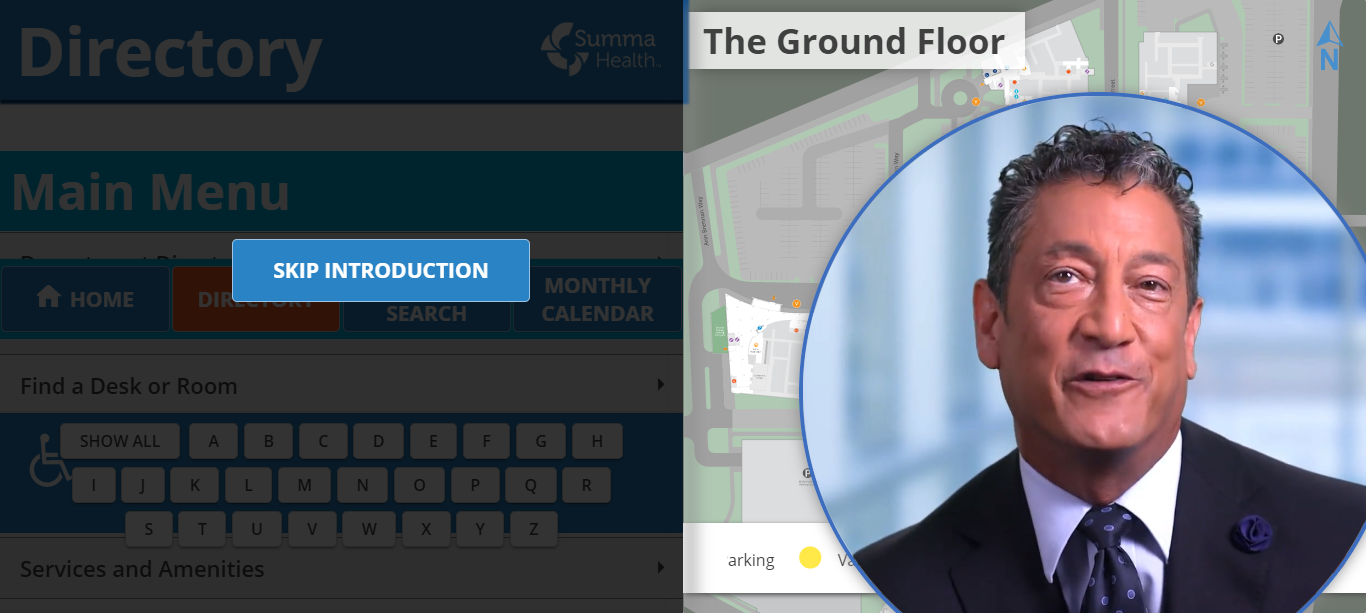 Directory
Summa
Health.
The Ground Floor
N
P
Main Menu
SKIP INTRODUCTION
HOME
DIRECTORY
SEARCH
MONTHLY
CALENDAR
Find a Desk or Room
SHOW ALL A B C D E F G H
I J K L M N O P Q R
S T U V W X Y Z
Services and Amenities
arking
Va